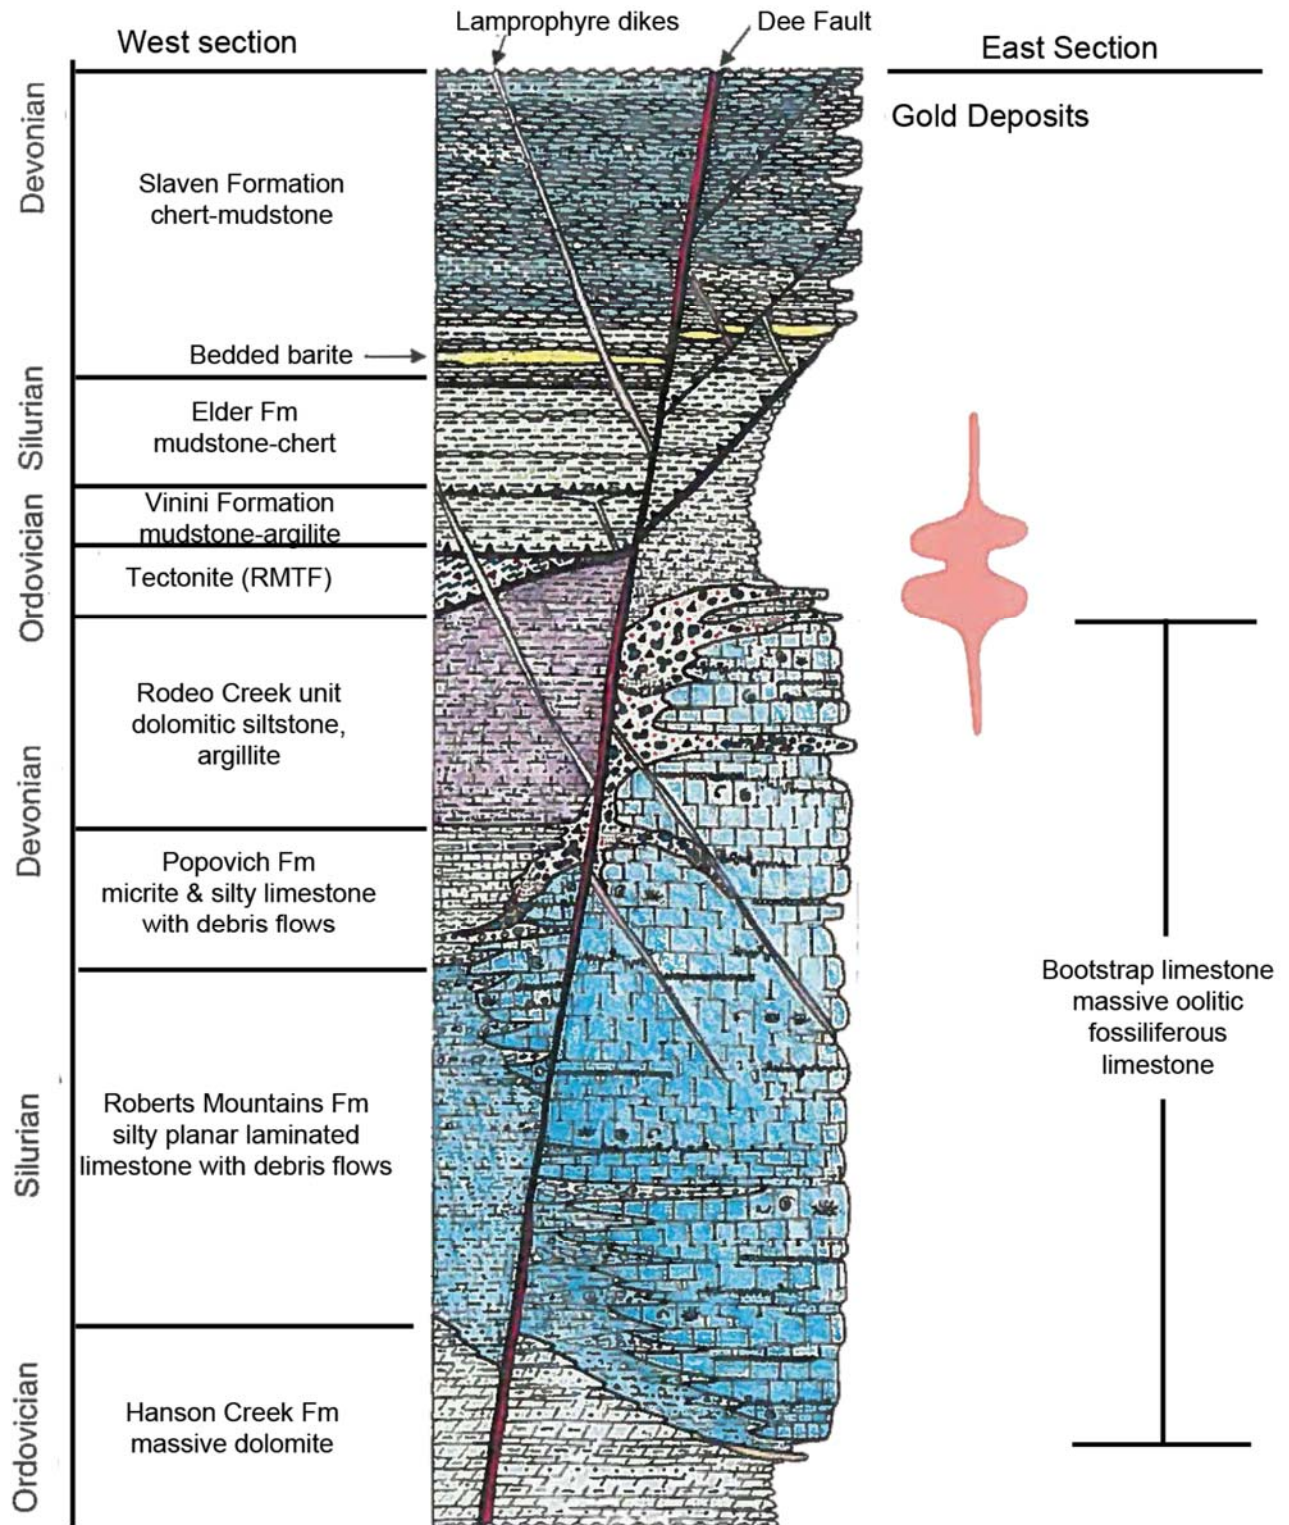 Lamprophyre dikes
Dee Fault
West section
East Section
Gold Deposits
Devonian
Slaven Formation
chert-mudstone
Bedded barite
Silurian
Elder Fm
mudstone-chert
Ordovician
Vinini Formation
mudstone-argilite
Tectonite (RMTF)
Devonian
Rodeo Creek unit
dolomitic siltstone,
argillite
Popovich Fm
micrite & silty limestone
with debris flows
Bootstrap limestone
massive oolitic
fossiliferous
limestone
Silurian
Roberts Mountains Fm
silty planar laminated
limestone with debris flows
Ordovician
Hanson Creek Fm
massive dolomite